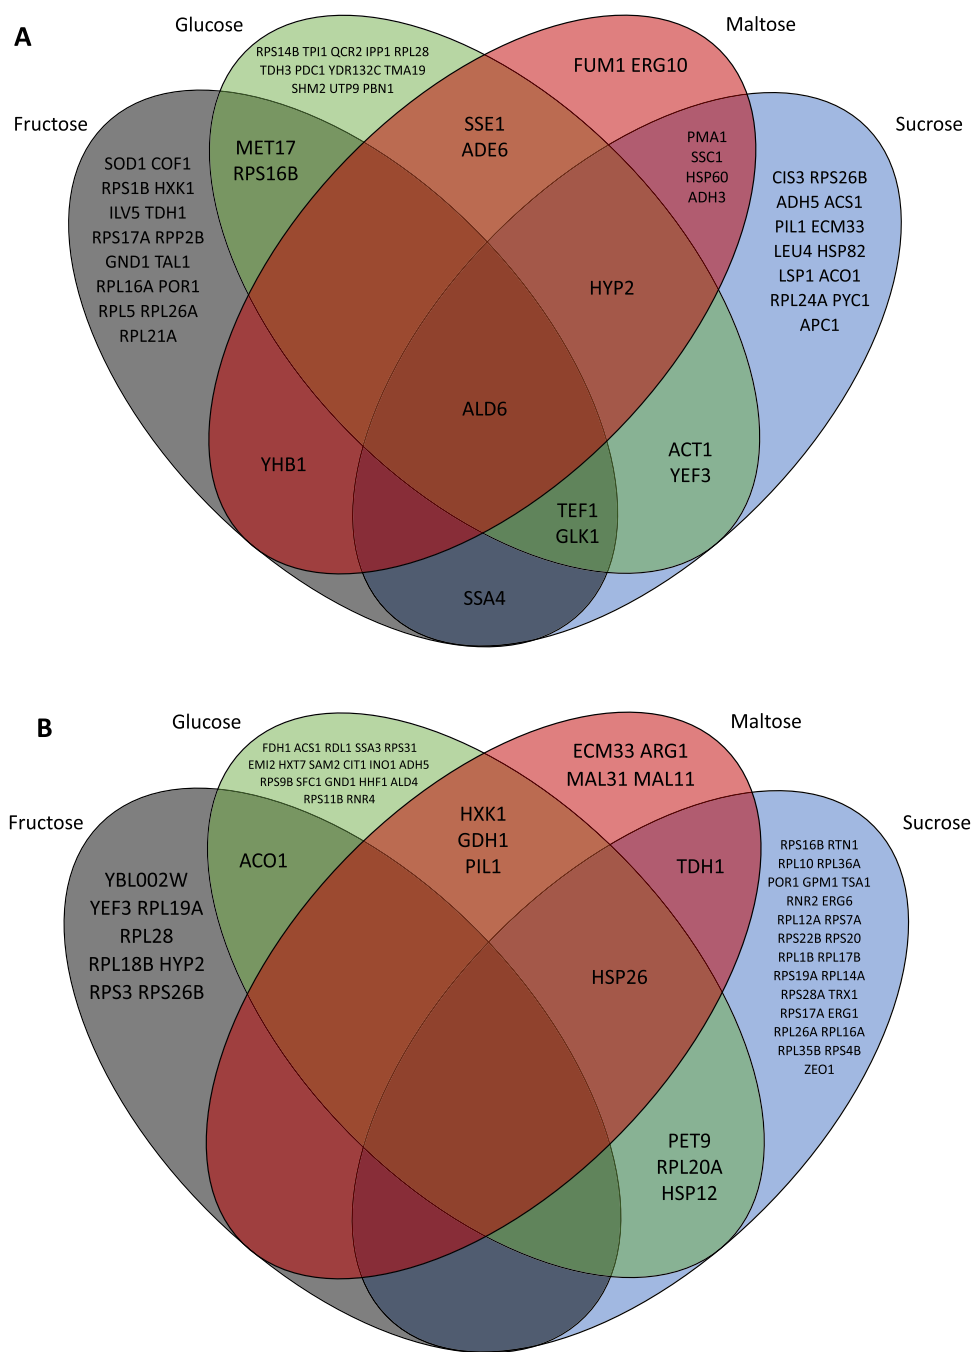 A
Glucose
Maltose
Fructose
Sucrose
RPS14B TPI1 QCR2 IPP1 RPL28
TDH3 PDC1 YDR132C TMA19
SHM2 UTP9 PBN1
FUM1 ERG10
SSE1
ADE6
MET17
RPS16B
PMA1
SSC1
HSP60
ADH3
SOD1 COF1
RPS1B HXK1
ILV5 TDH1
RPS17A RPP2B
GND1 TAL1
RPL16A POR1
RPL5 RPL26A
RPL21A
CIS3 RPS26B
ADH5 ACS1
PIL1 ECM33
LEU4 HSP82
LSP1 ACO1
RPL24A PYC1
APC1
HYP2
ALD6
YHB1
ACT1
YEF3
TEF1
GLK1
SSA4
B
Glucose
Maltose
Fructose
Sucrose
FDH1 ACS1 RDL1 SSA3 RPS31
EMI2 HXT7 SAM2 CIT1 INO1 ADH5
RPS9B SFC1 GND1 HHF1 ALD4
RPS11B RNR4
ECM33 ARG1
MAL31 MAL11
HXK1
GDH1
PIL1
ACO1
TDH1
YBL002W
YEF3 RPL19A
RPL28
RPL18B HYP2
RPS3 RPS26B
RPS16B RTN1
RPL10 RPL36A
POR1 GPM1 TSA1
RNR2 ERG6
RPL12A RPS7A
RPS22B RPS20
RPL1B RPL17B
RPS19A RPL14A
RPS28A TRX1
RPS17A ERG1
RPL26A RPL16A
RPL35B RPS4B
ZEO1
HSP26
PET9
RPL20A
HSP12